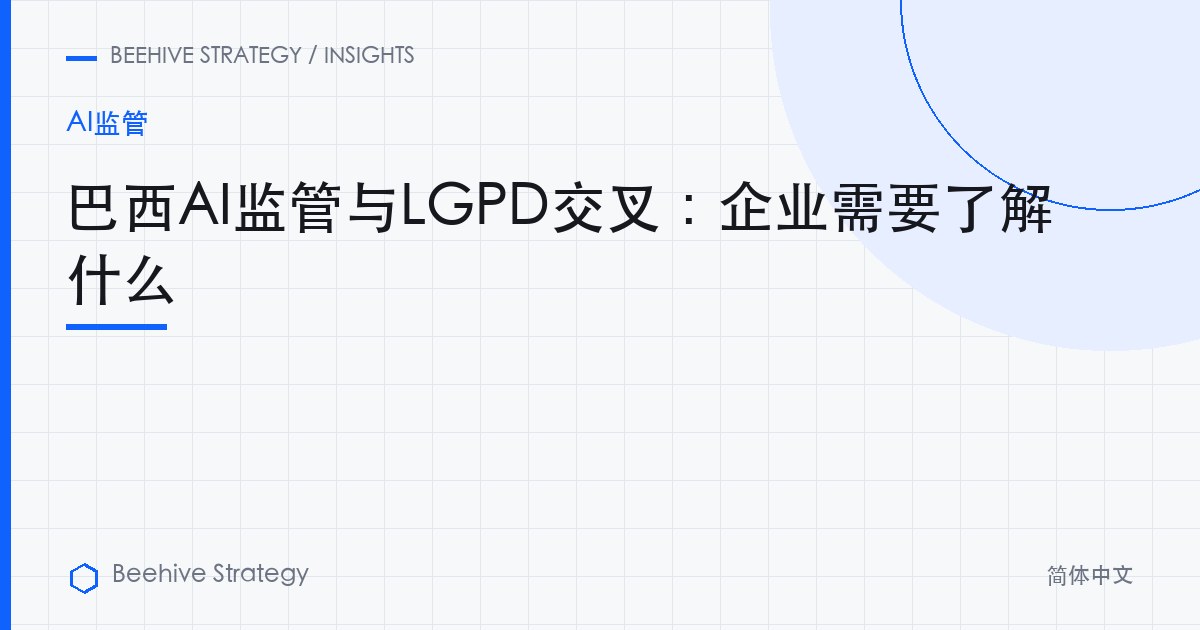 BEEHIVE STRATEGY / INSIGHTS
AI监管
巴西AI监管与LGPD交叉：企业需要了解
什么
Beehive Strategy
简体中文